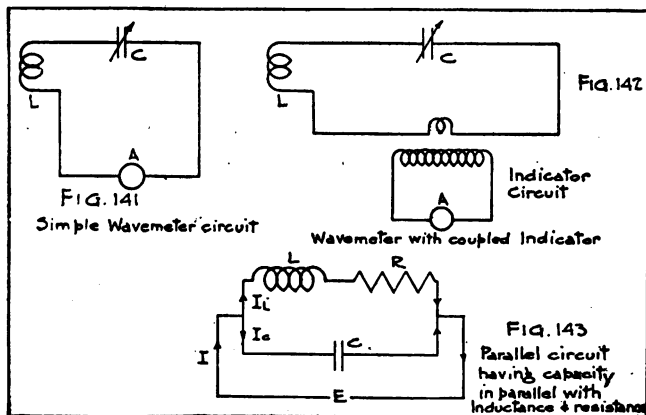 C
L
A
FIG. 141
Simple Wavemeter circuit
C
L
FIG. 142
A
Indicator
Circuit
Wavemeter with coupled Indicator
L
R
IL
Ic
C.
I
E
FIG. 143
Parallel circuit
having capacity
in parallel with
Inductance & resistance